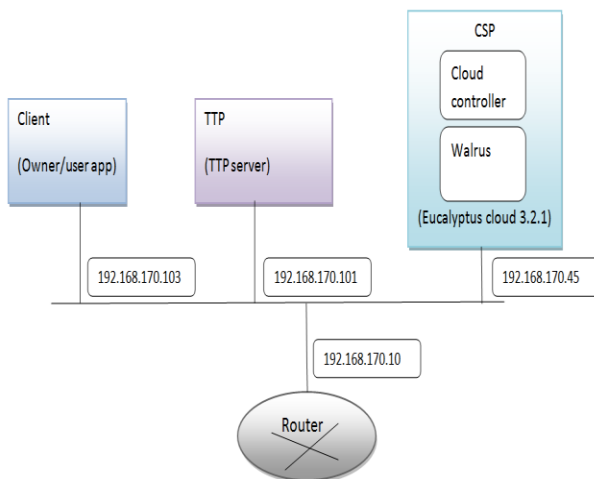 CSP
Cloud
controller
Walrus
(Eucalyptus cloud 3.2.1)
Client
(Owner/user app)
TTP
(TTP server)
192.168.170.103
192.168.170.101
192.168.170.45
192.168.170.10
Router